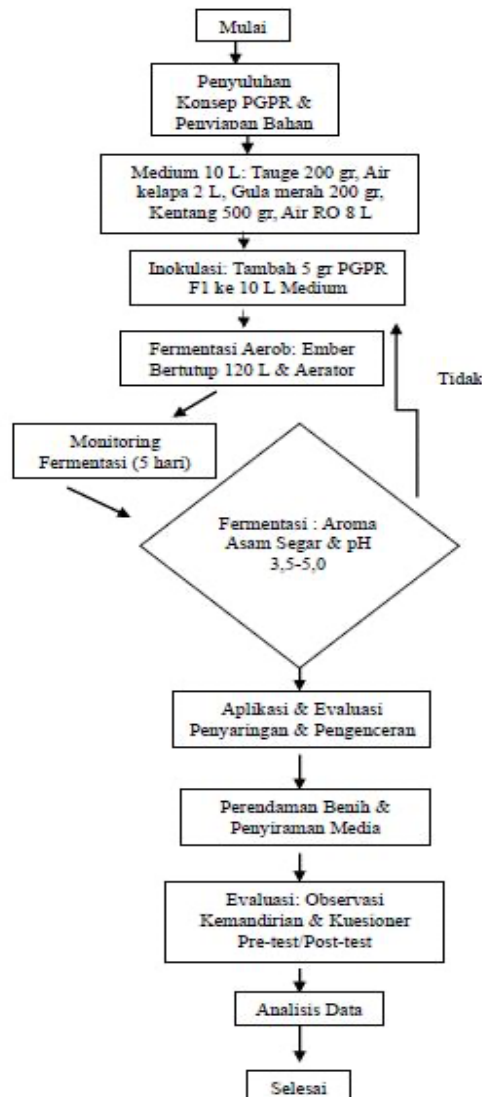 Mulai
Penyuluhan
Konsep PGPR &
Penyiapan Bahan
Medium 10 L: Tauge 200 gr, Air
kelapa 2 L, Gula merah 200 gr,
Kentang 500 gr, Air RO 8 L
Inokulasi: Tambah 5 gr PGPR
F1 ke 10 L Medium
Fermentasi Aerob: Ember
Bertutup 120 L & Aerator
Tidak
Monitoring
Fermentasi (5 hari)
Fermentasi : Aroma
Asam Segar & pH
3,5-5,0
Aplikasi & Evaluasi
Penyaringan & Pengenceran
Perendaman Benih &
Penyiraman Media
Evaluasi: Observasi
Kemandirian & Kuesioner
Pre-test/Post-test
Analisis Data
Selesai